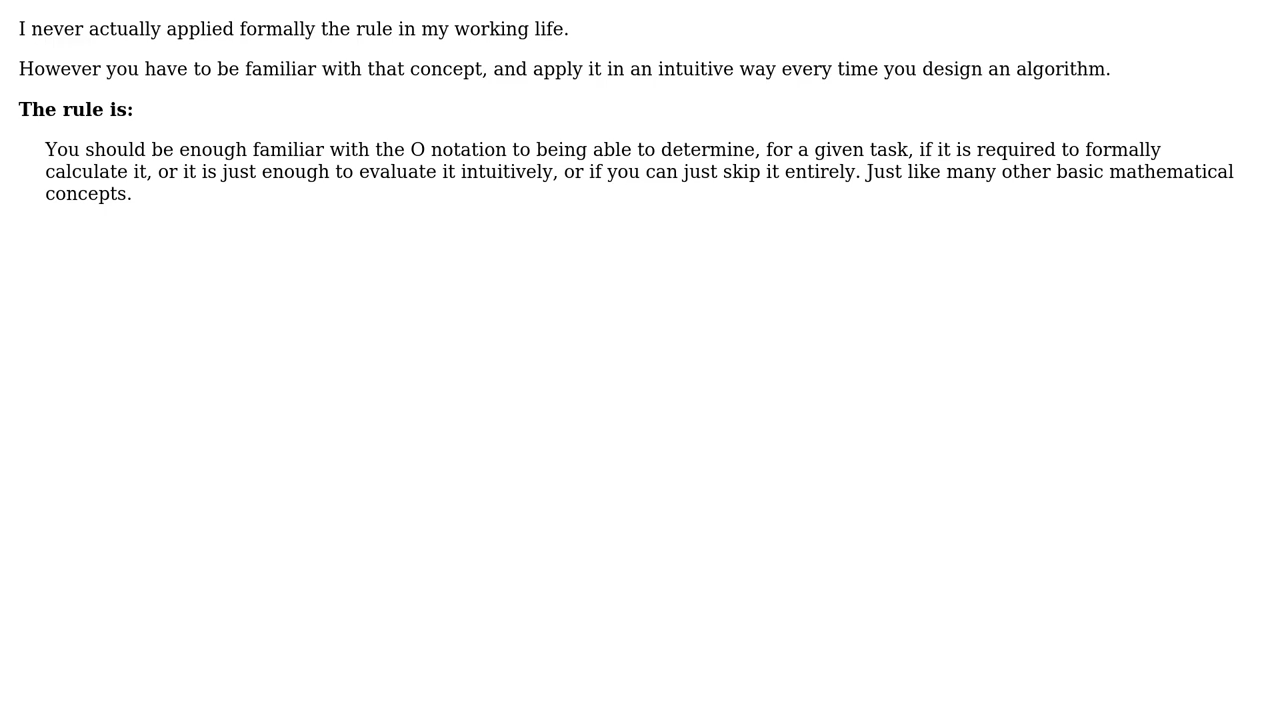 I never actually applied formally the rule in my working life.
However you have to be familiar with that concept, and apply it in an intuitive way every time you design an algorithm.
The rule is:
You should be enough familiar with the O notation to being able to determine, for a given task, if it is required to formally
calculate it, or it is just enough to evaluate it intuitively, or if you can just skip it entirely. Just like many other basic mathematical
concepts.